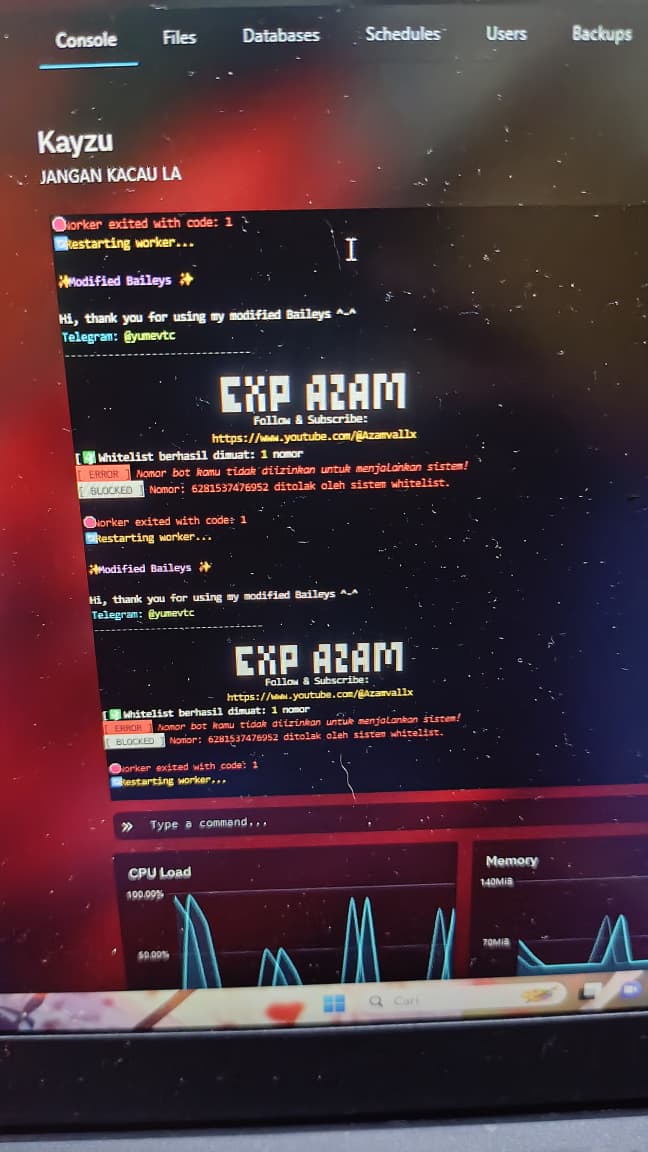 Console Files Databases Schedules Users Backups
Kayzu
JANGAN KACAU LA
Worker exited with code: 1
Restarting worker...
✨Modified Baileys ✨
Hi, thank you for using my modified Baileys ^-^
Telegram: @yumevtc
------------------------------
EXP AZAM
Follow & Subscribe:
https://www.youtube.com/@Azamvallx
[ Whitelist berhasil dimuat: 1 nomor
[ ERROR ] Nomor bot kamu tidak diizinkan untuk menjalankan sistem!
[ BLOCKED ] Nomor: 6281537476952 ditolak oleh sistem whitelist.
Worker exited with code: 1
Restarting worker...
✨Modified Baileys ✨
Hi, thank you for using my modified Baileys ^-^
Telegram: @yumevtc
------------------------------
EXP AZAM
Follow & Subscribe:
https://www.youtube.com/@Azamvallx
[ Whitelist berhasil dimuat: 1 nomor
[ ERROR ] Nomor bot kamu tidak diizinkan untuk menjalankan sistem!
[ BLOCKED ] Nomor: 6281537476952 ditolak oleh sistem whitelist.
Worker exited with code: 1
Restarting worker...
» Type a command...
CPU Load
100.00%
50.00%
Memory
140MiB
70MiB
Cari